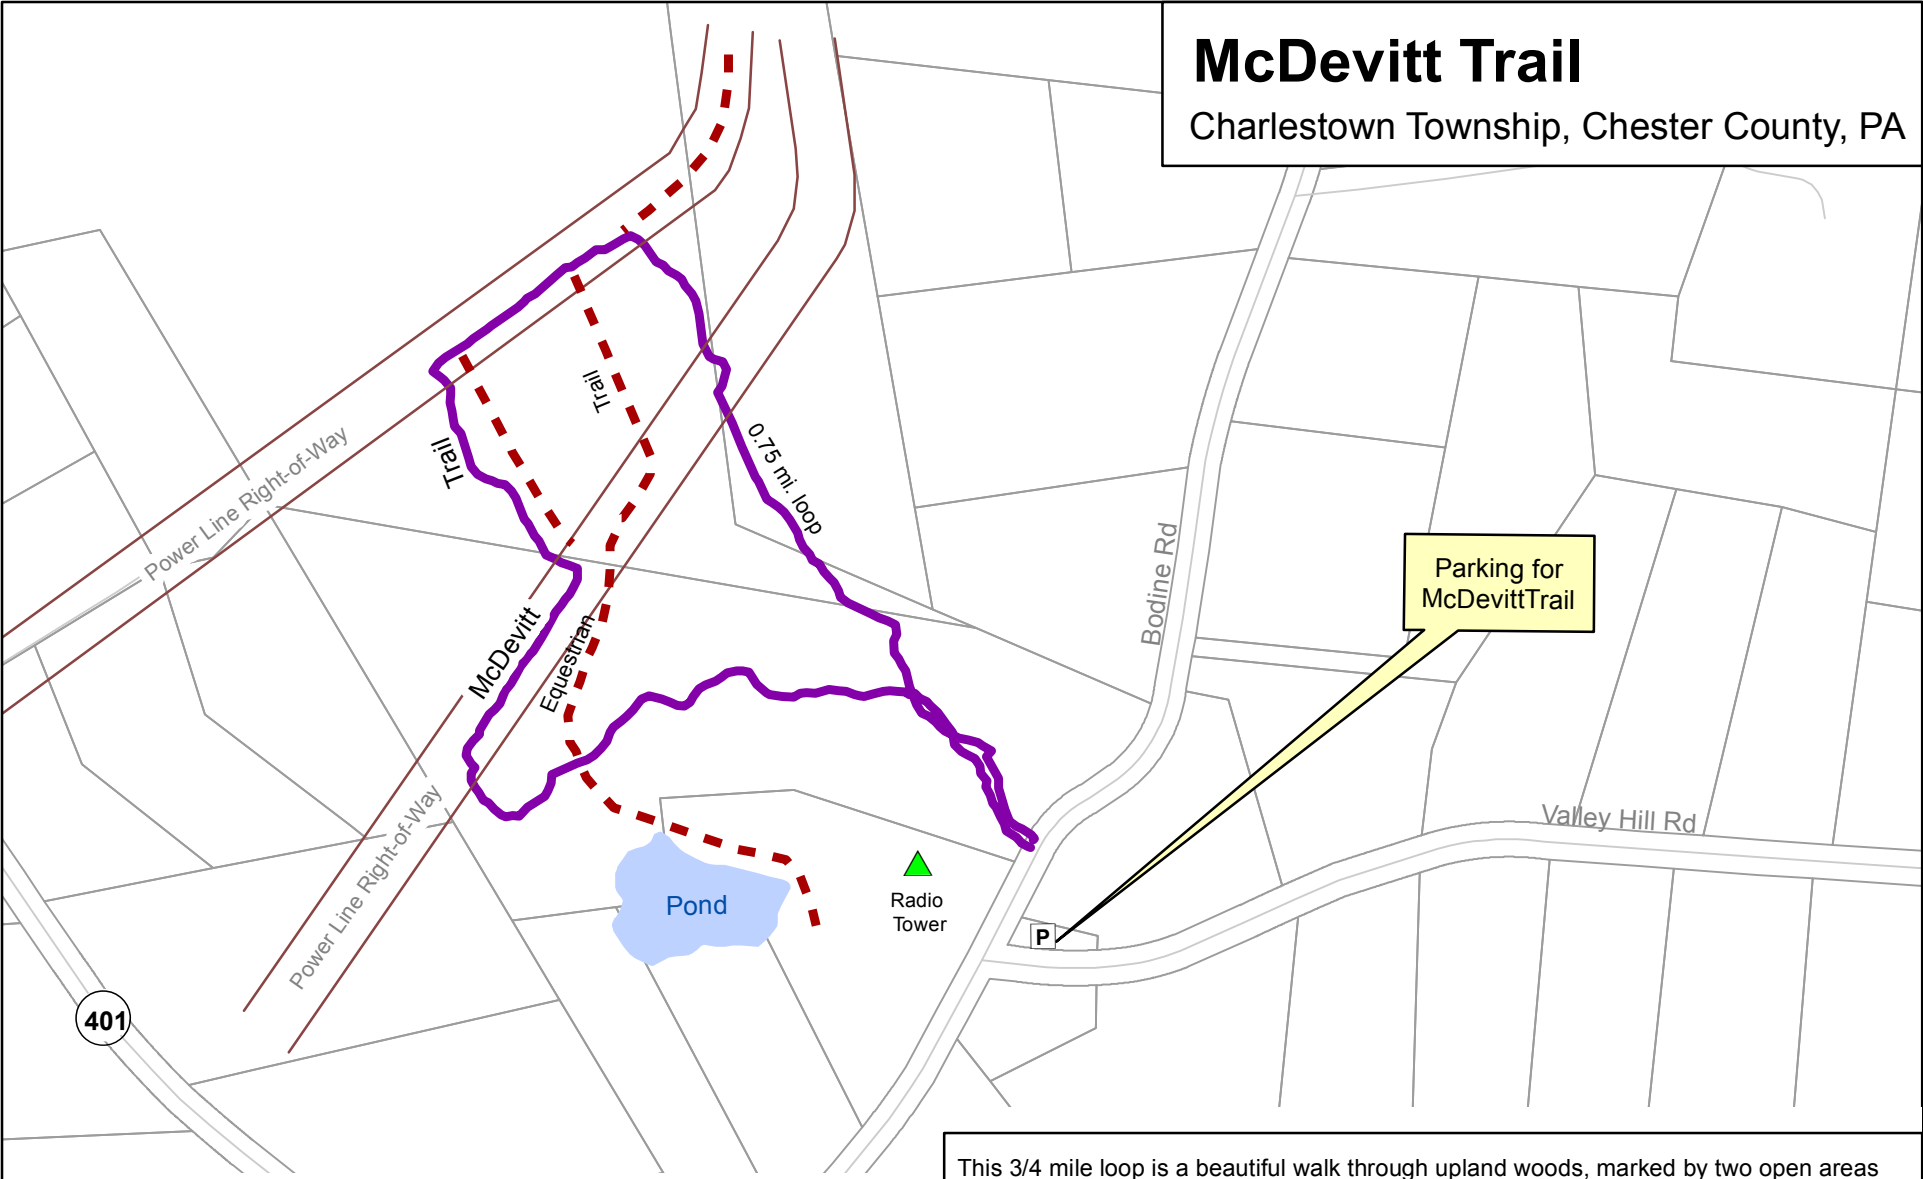 McDevitt Trail
Charlestown Township, Chester County, PA
Trail
Trail
0.75 mi. loop
Power Line Right-of-Way
Bodine Rd
Parking for
McDevittTrail
McDevitt
Equestrian
Valley Hill Rd
Power Line Right-of-Way
Pond
Radio
Tower
P
401
This 3/4 mile loop is a beautiful walk through upland woods, marked by two open areas